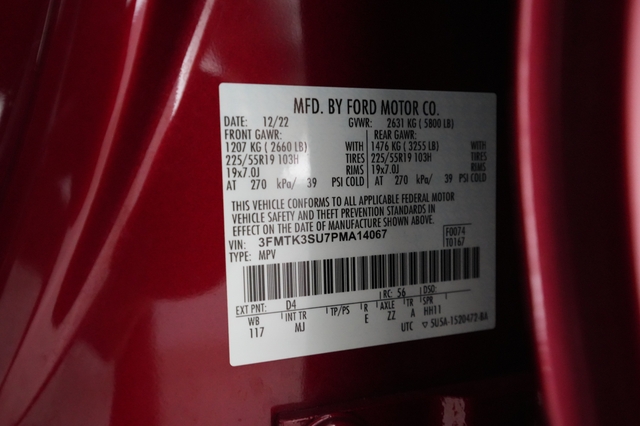 MFD. BY FORD MOTOR CO.
DATE: 12/22 GVWR: 2631 KG ( 5800 LB)
FRONT GAWR: REAR GAWR:
1207 KG ( 2660 LB) WITH 1476 KG ( 3255 LB) WITH
225/55R19 103H TIRES 225/55R19 103H TIRES
19x7.0J RIMS 19x7.0J RIMS
AT 270 kPa/ 39 PSI COLD AT 270 kPa/ 39 PSI COLD
THIS VEHICLE CONFORMS TO ALL APPLICABLE FEDERAL MOTOR
VEHICLE SAFETY AND THEFT PREVENTION STANDARDS IN
EFFECT ON THE DATE OF MANUFACTURE SHOWN ABOVE.
VIN: 3FMTK3SU7PMA14067 F0074
TYPE: MPV T0167
EXT PNT: D4 RC: 56 DSO:
WB INT TR TP/PS R AXLE TR SPR
117 MJ E ZZ A HH11
UTC ▽ 5U5A-1520472-BA